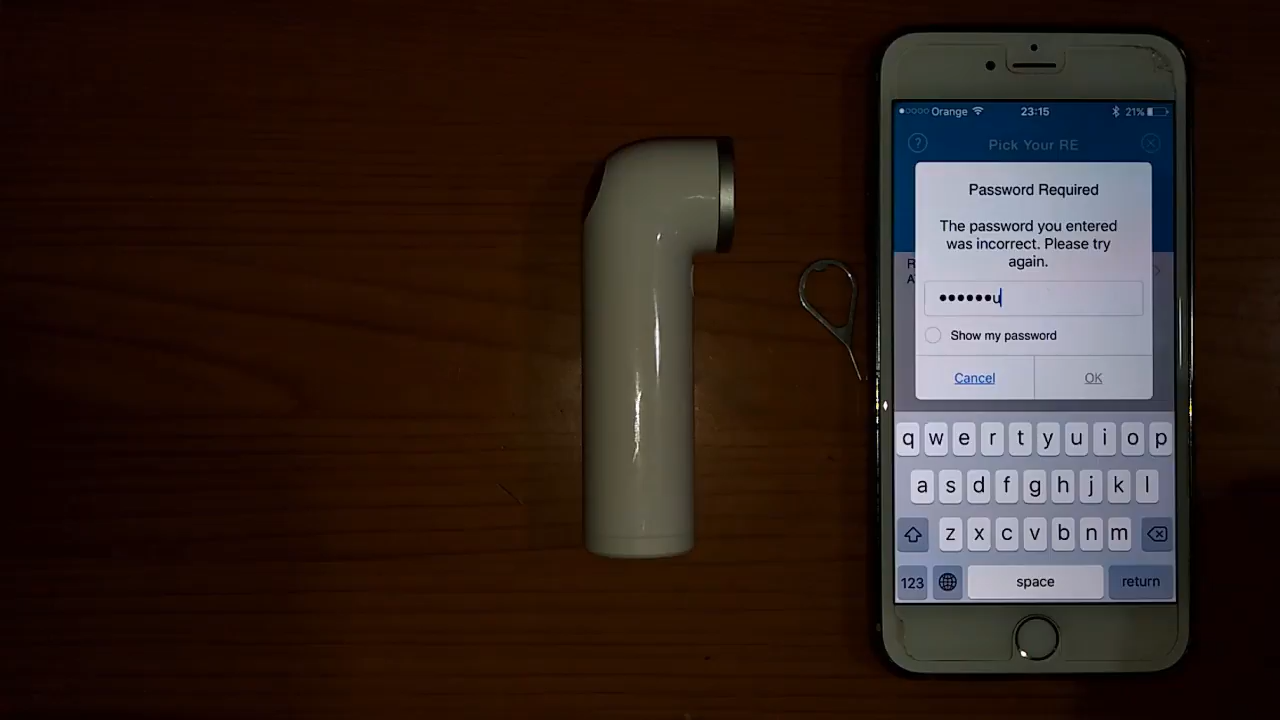 Orange 23:15 21%
? Pick Your RE
Password Required
The password you entered
was incorrect. Please try
again.
••••••u
Show my password
Cancel OK
q w e r t y u i o p
a s d f g h j k l
z x c v b n m
123 space return